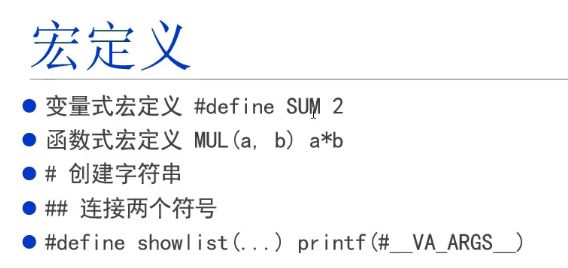 宏定义
变量式宏定义 #define SUM 2
函数式宏定义 MUL(a, b) a*b
# 创建字符串
## 连接两个符号
#define showlist(...) printf(#__VA_ARGS__)